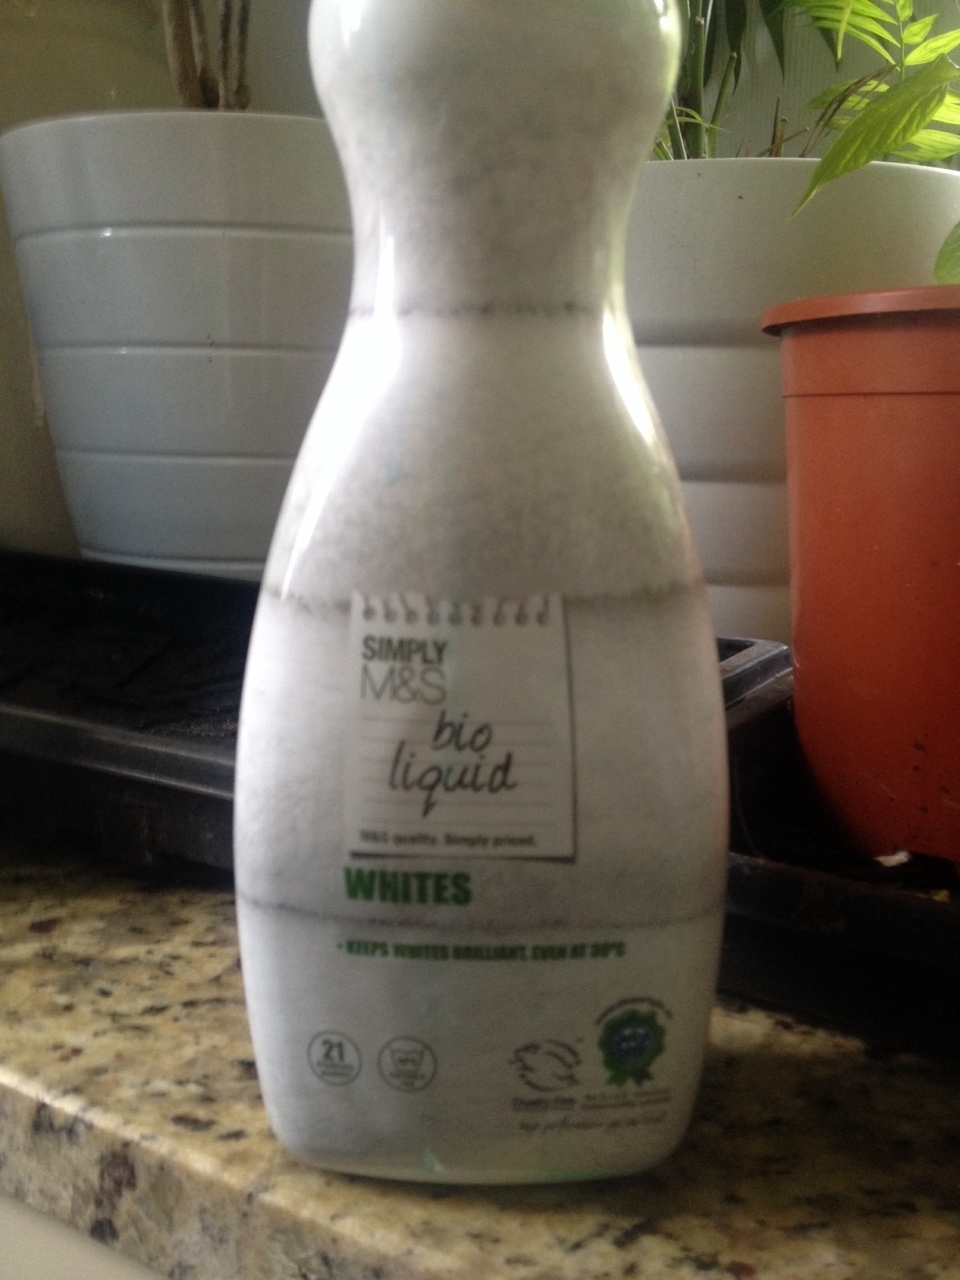 SIMPLY
M&S
bio
liquid
M&S quality. Simply priced.
WHITES
• KEEPS WHITES BRILLIANT, EVEN AT 30°C
21